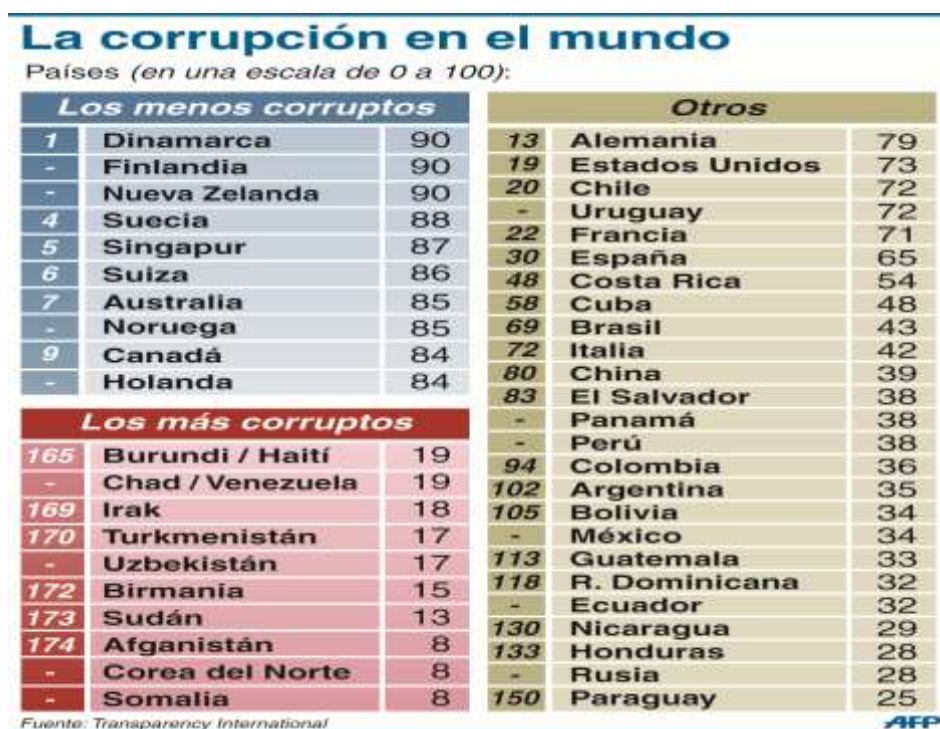 La corrupción en el mundo
Países (en una escala de 0 a 100):
Los menos corruptos
1 Dinamarca 90
- Finlandia 90
- Nueva Zelanda 90
4 Suecia 88
5 Singapur 87
6 Suiza 86
7 Australia 85
- Noruega 85
9 Canadá 84
- Holanda 84
Los más corruptos
165 Burundi / Haití 19
- Chad / Venezuela 19
169 Irak 18
170 Turkmenistán 17
- Uzbekistán 17
172 Birmania 15
173 Sudán 13
174 Afganistán 8
- Corea del Norte 8
- Somalia 8
Otros
13 Alemania 79
19 Estados Unidos 73
20 Chile 72
- Uruguay 72
22 Francia 71
30 España 65
48 Costa Rica 54
58 Cuba 48
69 Brasil 43
72 Italia 42
80 China 39
83 El Salvador 38
- Panamá 38
- Perú 38
94 Colombia 36
102 Argentina 35
105 Bolivia 34
- México 34
113 Guatemala 33
118 R. Dominicana 32
- Ecuador 32
130 Nicaragua 29
133 Honduras 28
- Rusia 28
150 Paraguay 25
Fuente: Transparency International
AFP